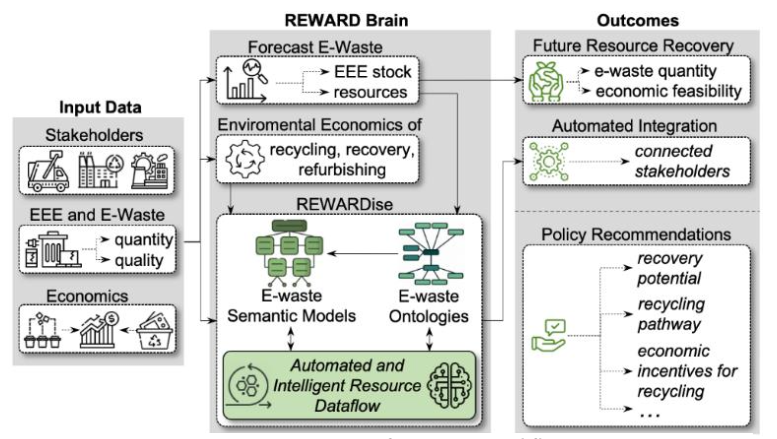 Input Data
Stakeholders
EEE and E-Waste
quantity
quality
Economics
REWARD Brain
Forecast E-Waste
EEE stock
resources
Enviromental Economics of
recycling, recovery,
refurbishing
REWARDise
E-waste
Semantic Models
E-waste
Ontologies
Automated and
Intelligent Resource
Dataflow
Outcomes
Future Resource Recovery
e-waste quantity
economic feasibility
Automated Integration
connected
stakeholders
Policy Recommendations
recovery
potential
recycling
pathway
economic
incentives for
recycling
...